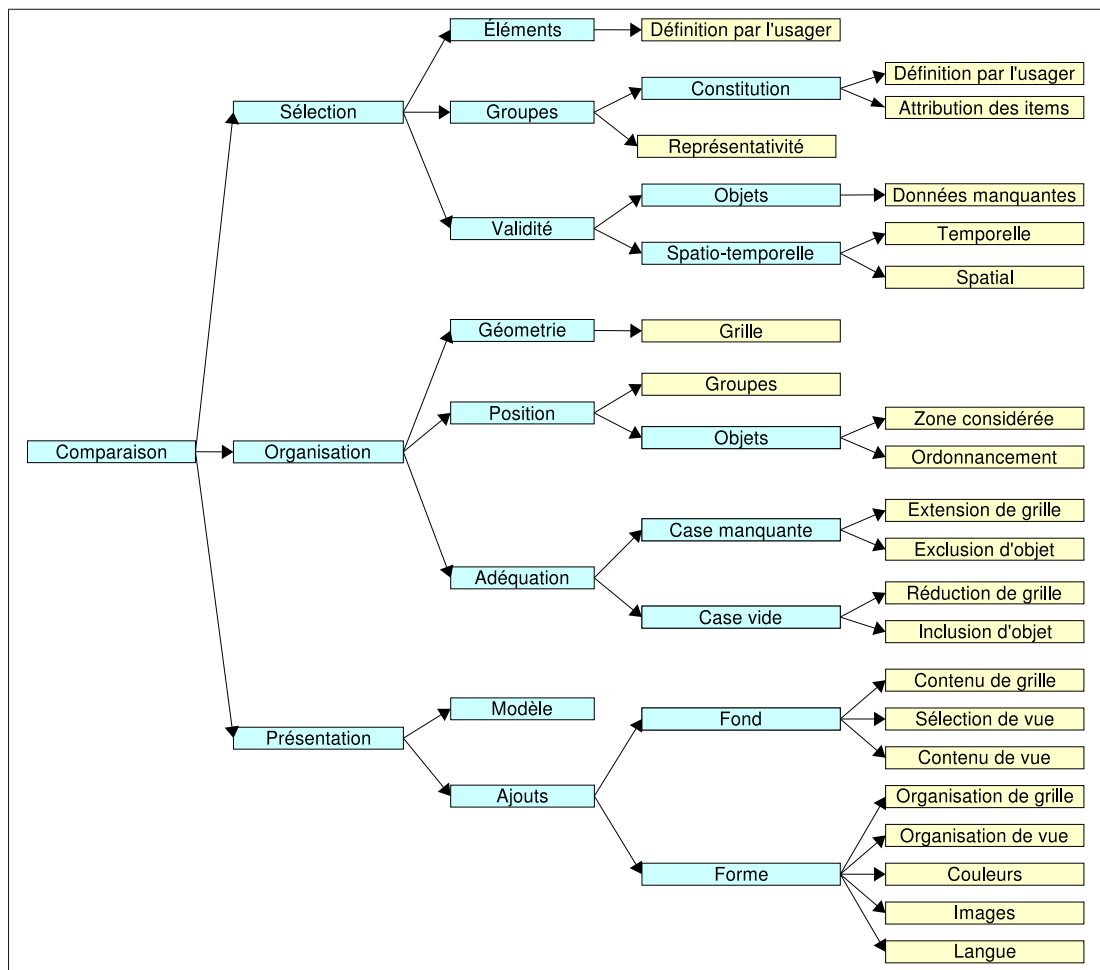 Éléments
Définition par l'usager
Sélection
Groupes
Constitution
Définition par l'usager
Attribution des items
Représentativité
Validité
Objets
Données manquantes
Spatio-temporelle
Temporelle
Spatial
Comparaison
Organisation
Géometrie
Grille
Position
Groupes
Objets
Zone considérée
Ordonnancement
Adéquation
Case manquante
Extension de grille
Exclusion d'objet
Case vide
Réduction de grille
Inclusion d'objet
Présentation
Modèle
Ajouts
Fond
Contenu de grille
Sélection de vue
Contenu de vue
Forme
Organisation de grille
Organisation de vue
Couleurs
Images
Langue